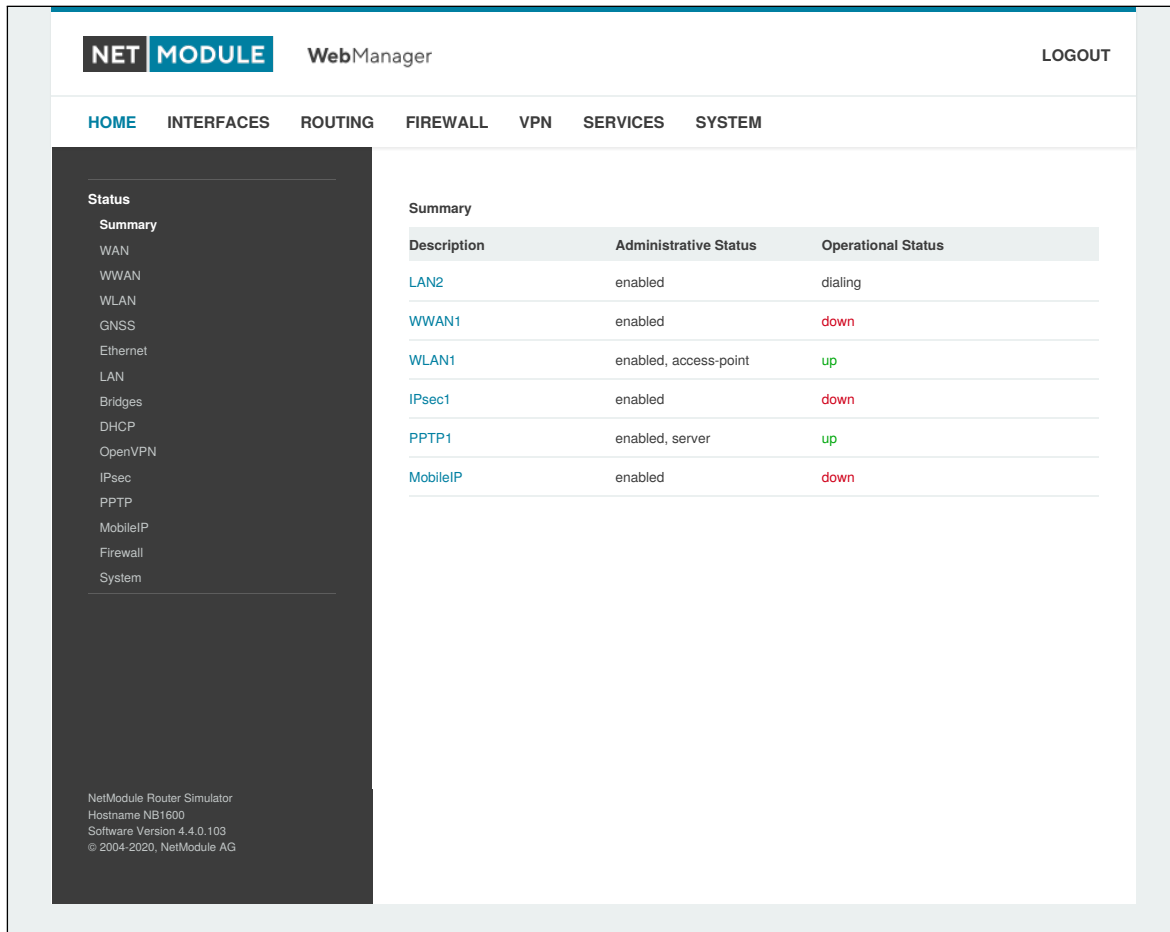 NET MODULE WebManager LOGOUT
HOME INTERFACES ROUTING FIREWALL VPN SERVICES SYSTEM
Status
Summary
WAN
WWAN
WLAN
GNSS
Ethernet
LAN
Bridges
DHCP
OpenVPN
IPsec
PPTP
MobileIP
Firewall
System
NetModule Router Simulator
Hostname NB1600
Software Version 4.4.0.103
© 2004-2020, NetModule AG
Summary
Description Administrative Status Operational Status
LAN2 enabled dialing
WWAN1 enabled down
WLAN1 enabled, access-point up
IPsec1 enabled down
PPTP1 enabled, server up
MobileIP enabled down